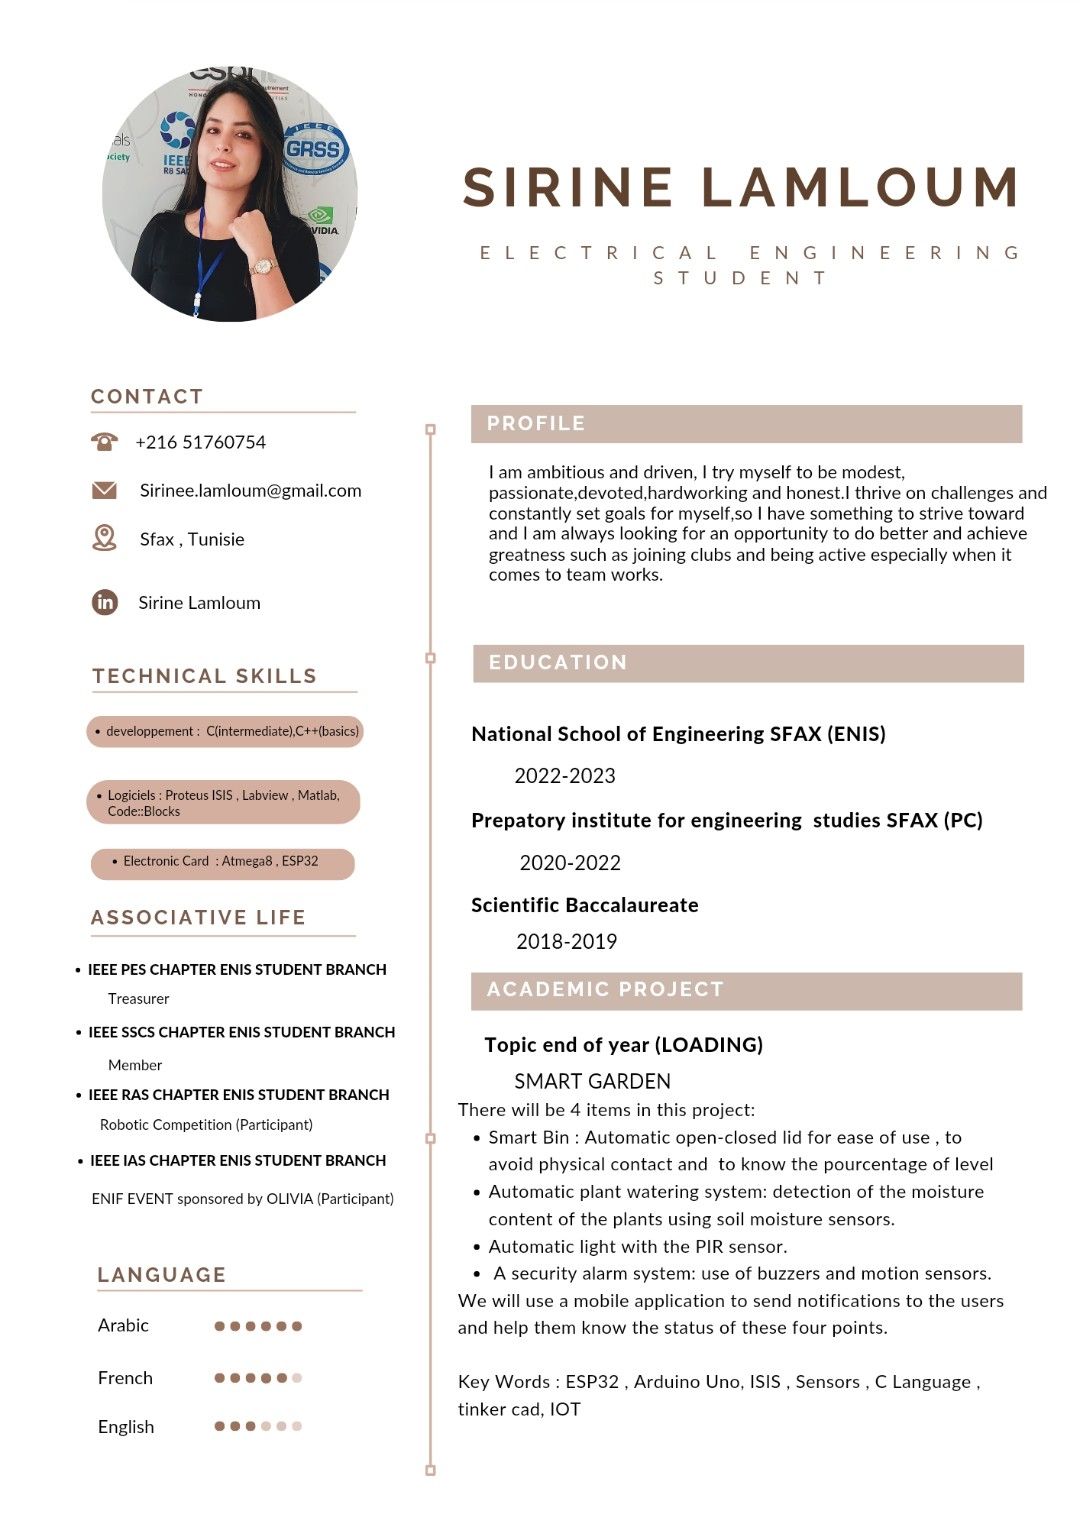 SIRINE LAMLOUM
ELECTRICAL ENGINEERING
STUDENT
IEEE
GRSS
CONTACT
+216 51760754
Sirinee.lamloum@gmail.com
Sfax , Tunisie
in
Sirine Lamloum
TECHNICAL SKILLS
• developpement : C(intermediate),C++(basics)
• Logiciels : Proteus ISIS , Labview , Matlab,
Code::Blocks
• Electronic Card : Atmega8 , ESP32
ASSOCIATIVE LIFE
• IEEE PES CHAPTER ENIS STUDENT BRANCH
Treasurer
• IEEE SSCS CHAPTER ENIS STUDENT BRANCH
Member
• IEEE RAS CHAPTER ENIS STUDENT BRANCH
Robotic Competition (Participant)
• IEEE IAS CHAPTER ENIS STUDENT BRANCH
ENIF EVENT sponsored by OLIVIA (Participant)
LANGUAGE
Arabic
French
English
PROFILE
I am ambitious and driven, I try myself to be modest,
passionate,devoted,hardworking and honest.I thrive on challenges and
constantly set goals for myself,so I have something to strive toward
and I am always looking for an opportunity to do better and achieve
greatness such as joining clubs and being active especially when it
comes to team works.
EDUCATION
National School of Engineering SFAX (ENIS)
2022-2023
Prepatory institute for engineering studies SFAX (PC)
2020-2022
Scientific Baccalaureate
2018-2019
ACADEMIC PROJECT
Topic end of year (LOADING)
SMART GARDEN
There will be 4 items in this project:
• Smart Bin : Automatic open-closed lid for ease of use , to
avoid physical contact and to know the pourcentage of level
• Automatic plant watering system: detection of the moisture
content of the plants using soil moisture sensors.
• Automatic light with the PIR sensor.
• A security alarm system: use of buzzers and motion sensors.
We will use a mobile application to send notifications to the users
and help them know the status of these four points.
Key Words : ESP32 , Arduino Uno, ISIS , Sensors , C Language ,
tinker cad, IOT